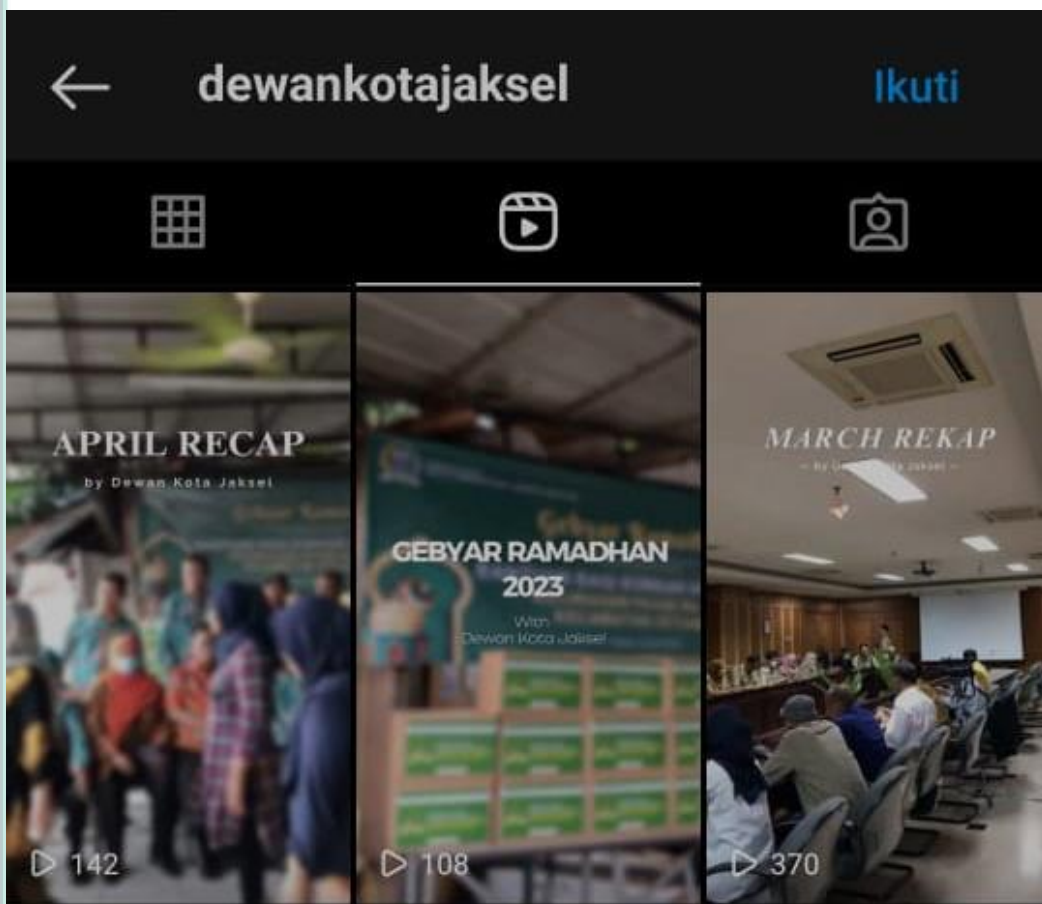 dewankotajaksel
Ikuti
APRIL RECAP
by Dewan Kota Jaksel
GEBYAR RAMADHAN
2023
With
Dewan Kota Jaksel
MARCH REKAP
142
108
370